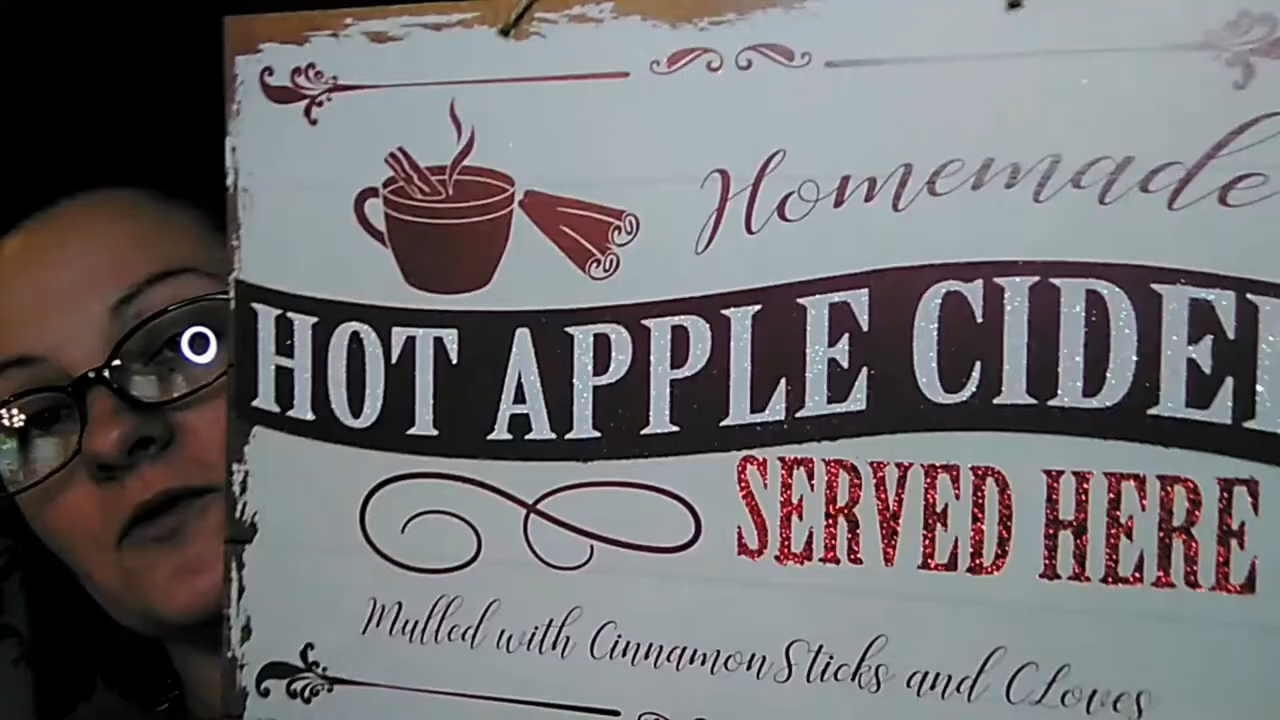 Homemade
HOT APPLE CIDER
SERVED HERE
Mulled with Cinnamon Sticks and Cloves